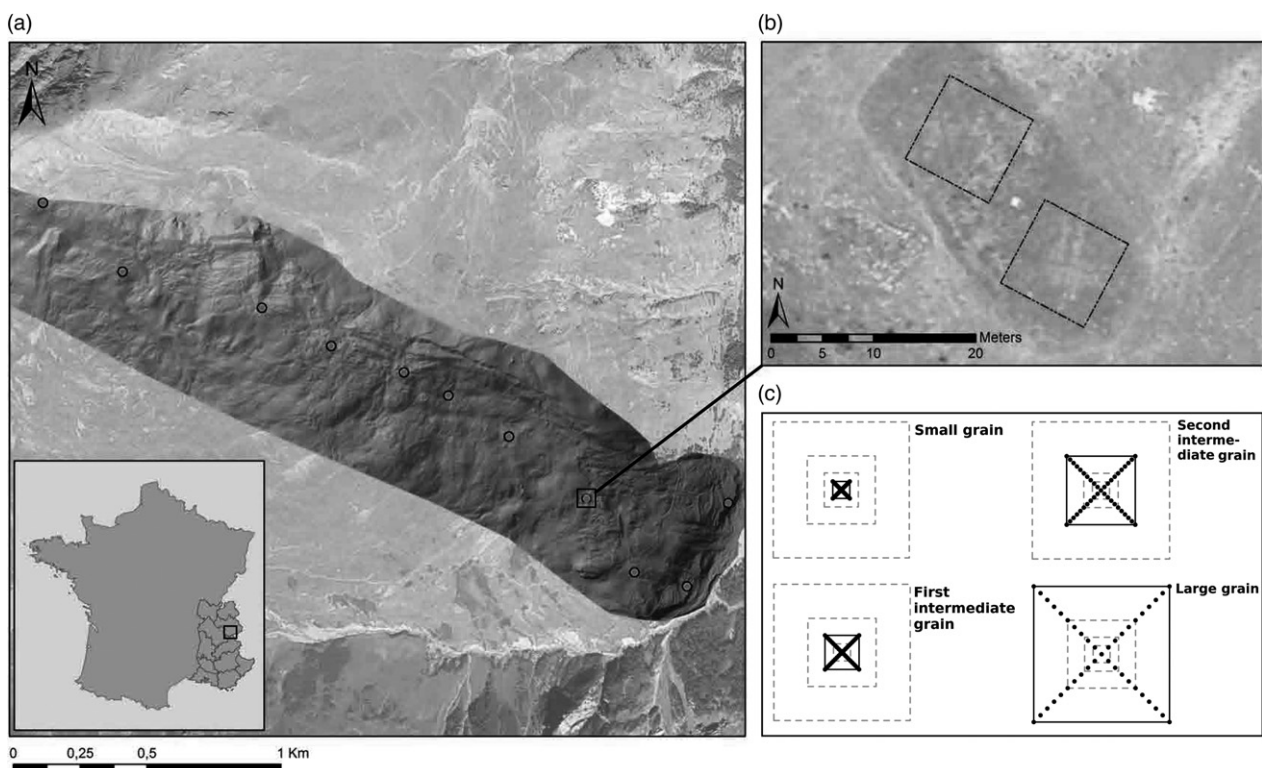 (a)
N
0
0,25
0,5
1 Km
(b)
N
Meters
0
5
10
20
(c)
Small grain
Second
interme-
diate grain
First
intermediate
grain
Large grain